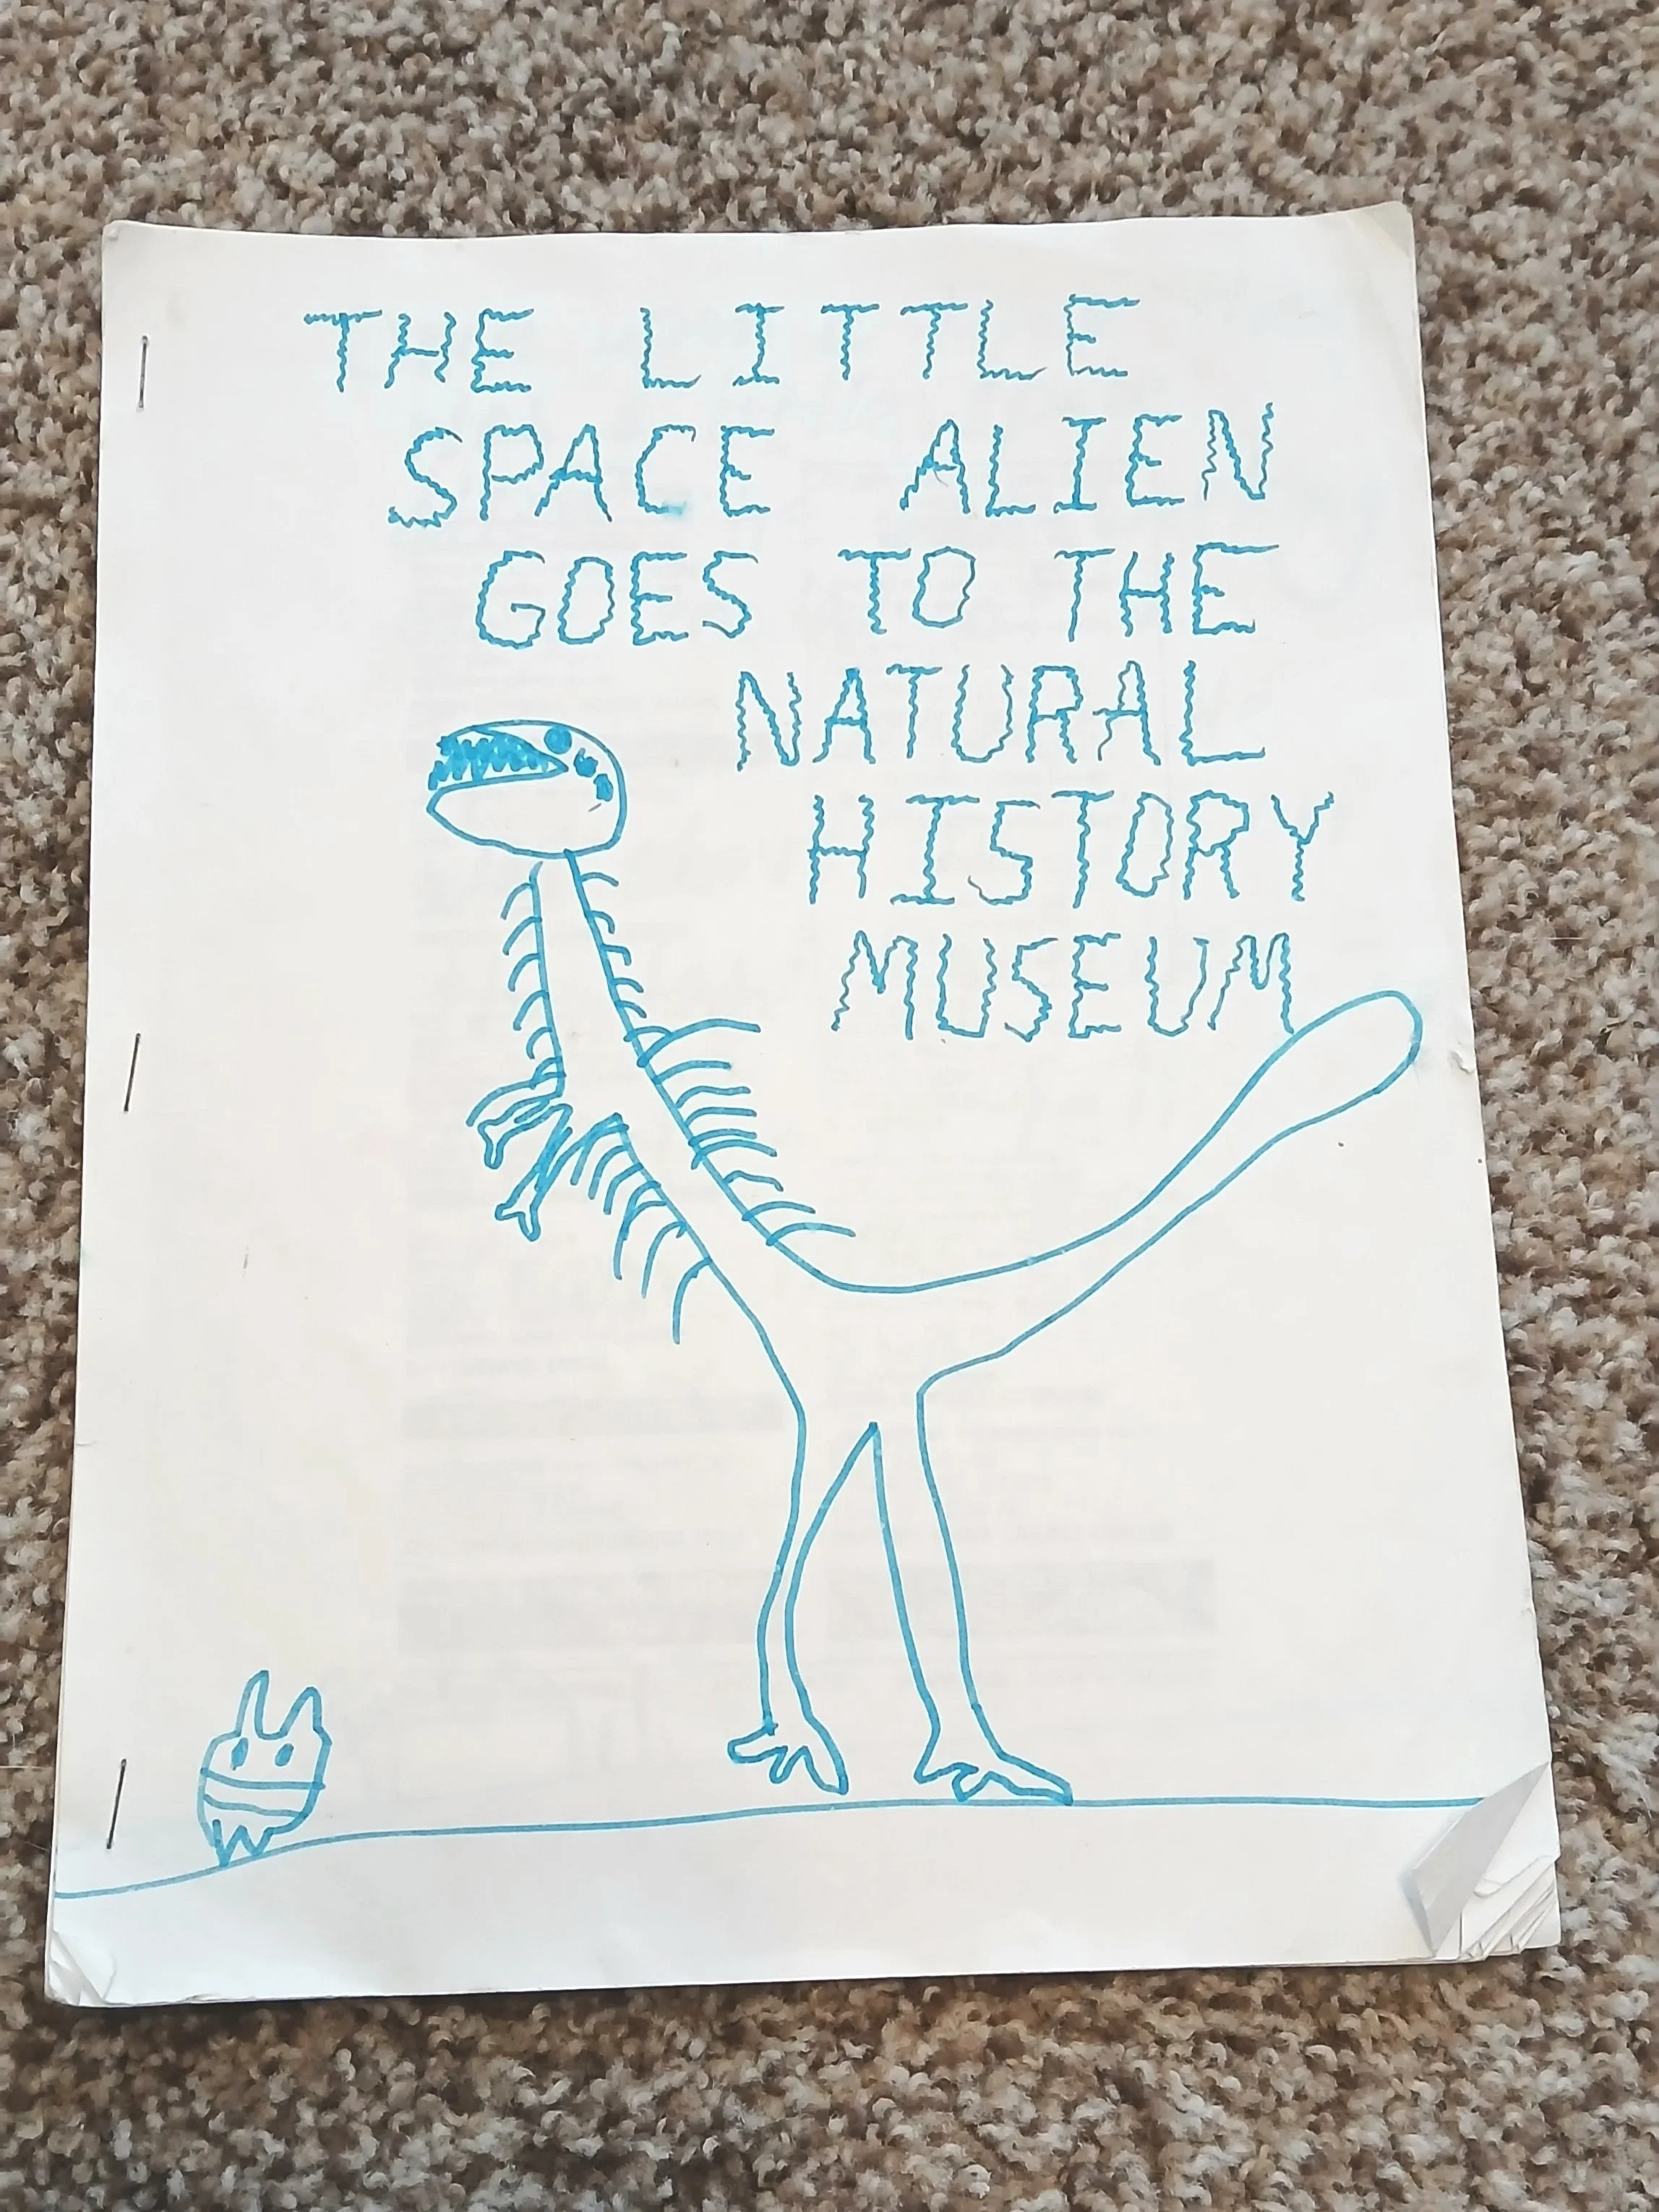 THE LITTLE
SPACE ALIEN
GOES TO THE
NATURAL
HISTORY
MUSEUM